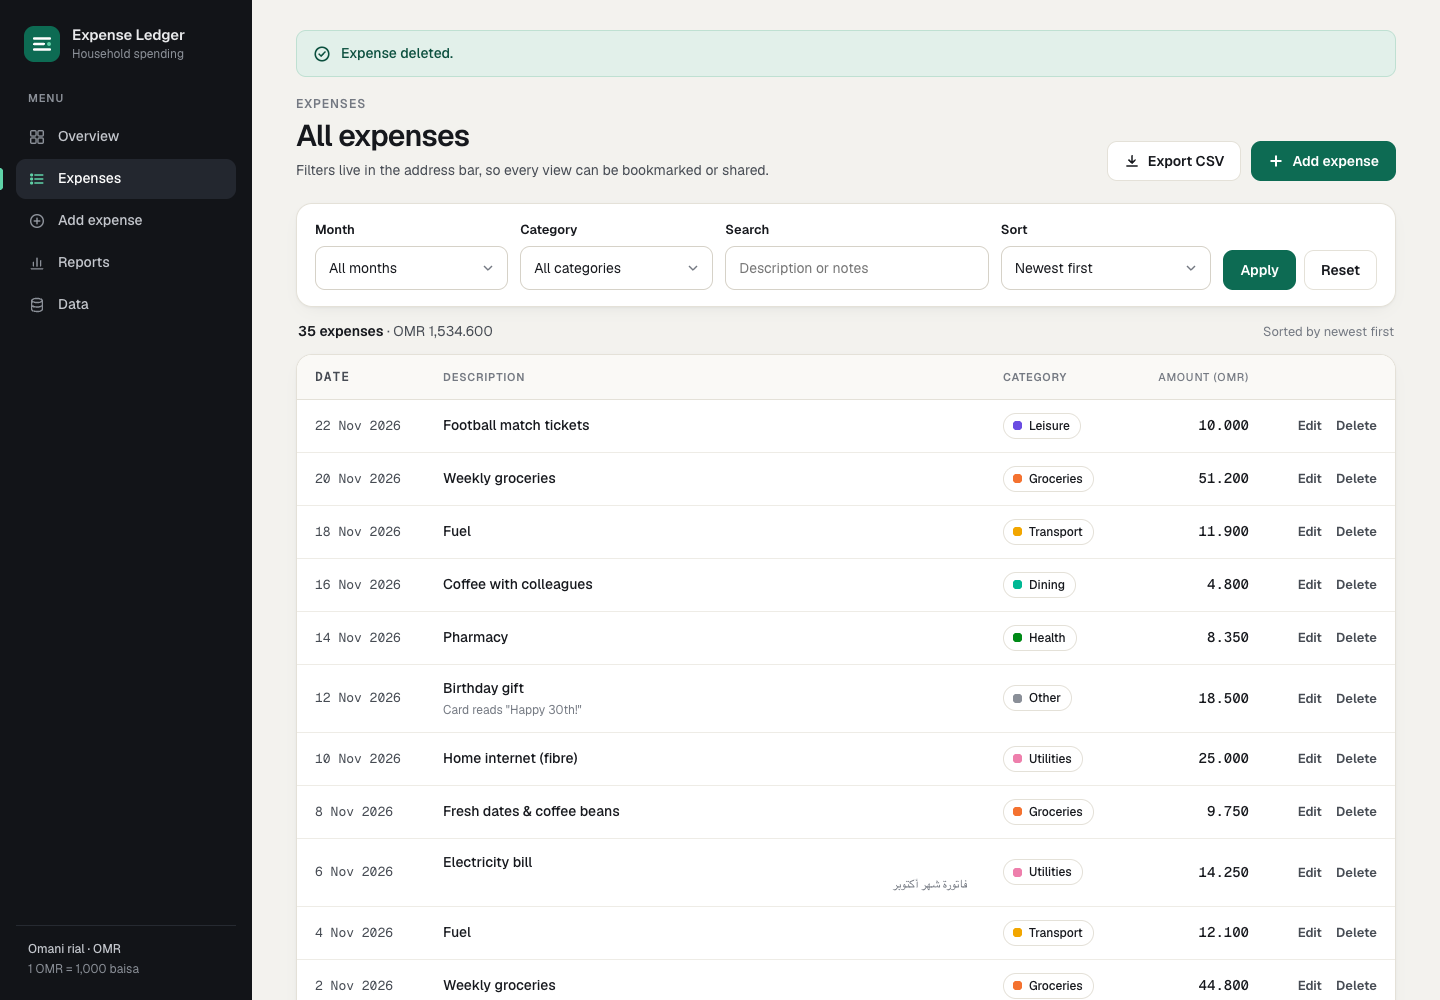 Expense Ledger
Household spending
MENU
Overview
Expenses
Add expense
Reports
Data
Omani rial · OMR
1 OMR = 1,000 baisa
Expense deleted.
EXPENSES
All expenses
Filters live in the address bar, so every view can be bookmarked or shared.
Export CSV
Add expense
Month Category Search Sort
All months All categories Description or notes Newest first Apply Reset
35 expenses · OMR 1,534.600 Sorted by newest first
DATE DESCRIPTION CATEGORY AMOUNT (OMR)
22 Nov 2026 Football match tickets Leisure 10.000 Edit Delete
20 Nov 2026 Weekly groceries Groceries 51.200 Edit Delete
18 Nov 2026 Fuel Transport 11.900 Edit Delete
16 Nov 2026 Coffee with colleagues Dining 4.800 Edit Delete
14 Nov 2026 Pharmacy Health 8.350 Edit Delete
12 Nov 2026 Birthday gift Other 18.500 Edit Delete
Card reads "Happy 30th!"
10 Nov 2026 Home internet (fibre) Utilities 25.000 Edit Delete
8 Nov 2026 Fresh dates & coffee beans Groceries 9.750 Edit Delete
6 Nov 2026 Electricity bill Utilities 14.250 Edit Delete
فاتورة شهر أكتوبر
4 Nov 2026 Fuel Transport 12.100 Edit Delete
2 Nov 2026 Weekly groceries Groceries 44.800 Edit Delete